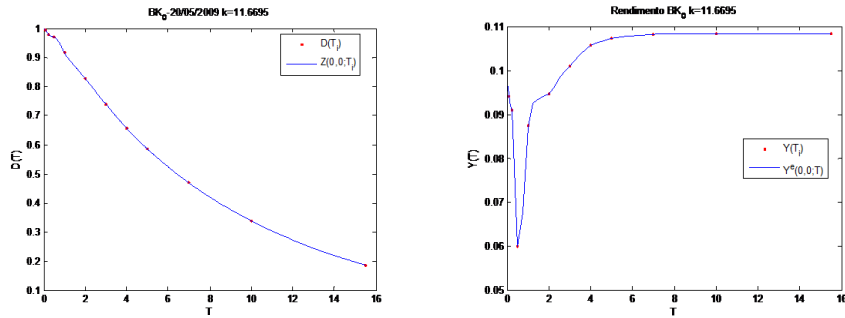 BK₀-20/05/2009 k=11.6695
D(T)
1
0.9
0.8
0.7
0.6
0.5
0.4
0.3
0.2
0.1
0 2 4 6 8 10 12 14 16
T
D(Tᵢ)
Z(0,0;Tᵢ)
Rendimento BK₀ k=11.6695
Y(T)
0.11
0.1
0.09
0.08
0.07
0.06
0.05
0 2 4 6 8 10 12 14 16
T
Y(Tᵢ)
Yᵉ(0,0;T)